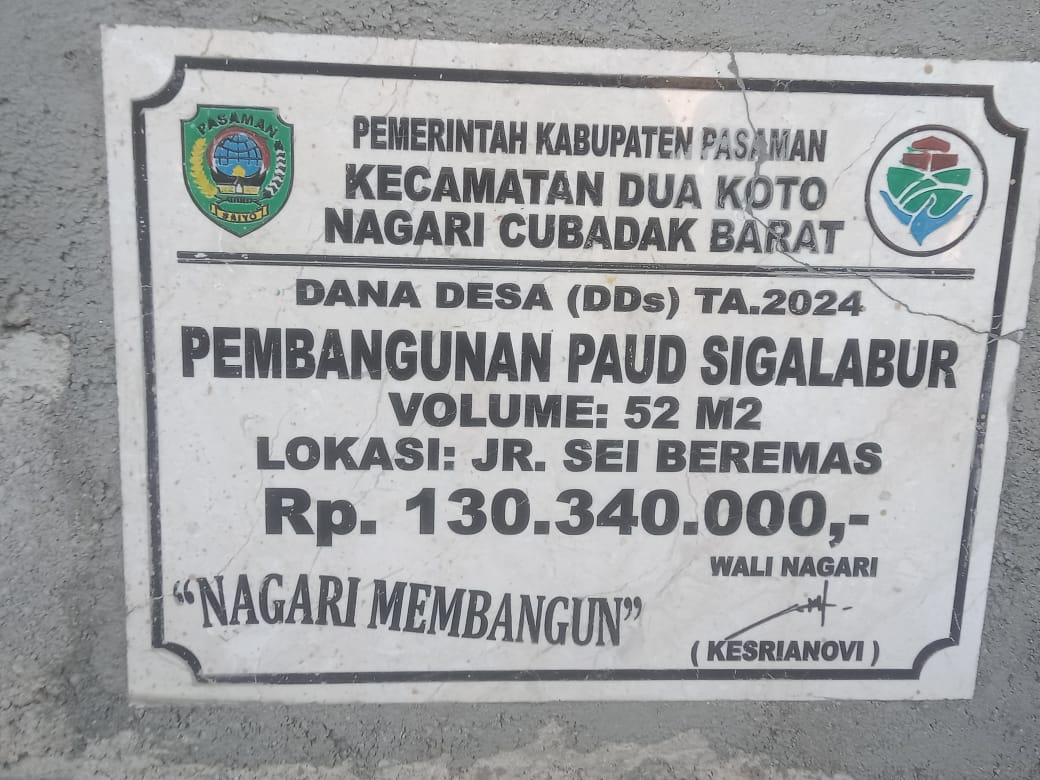 PASAMAN
SAIYO
PEMERINTAH KABUPATEN PASAMAN
KECAMATAN DUA KOTO
NAGARI CUBADAK BARAT
DANA DESA (DDs) TA.2024
PEMBANGUNAN PAUD SIGALABUR
VOLUME: 52 M2
LOKASI: JR. SEI BEREMAS
Rp. 130.340.000,-
WALI NAGARI
“NAGARI MEMBANGUN”
( KESRIANOVI )